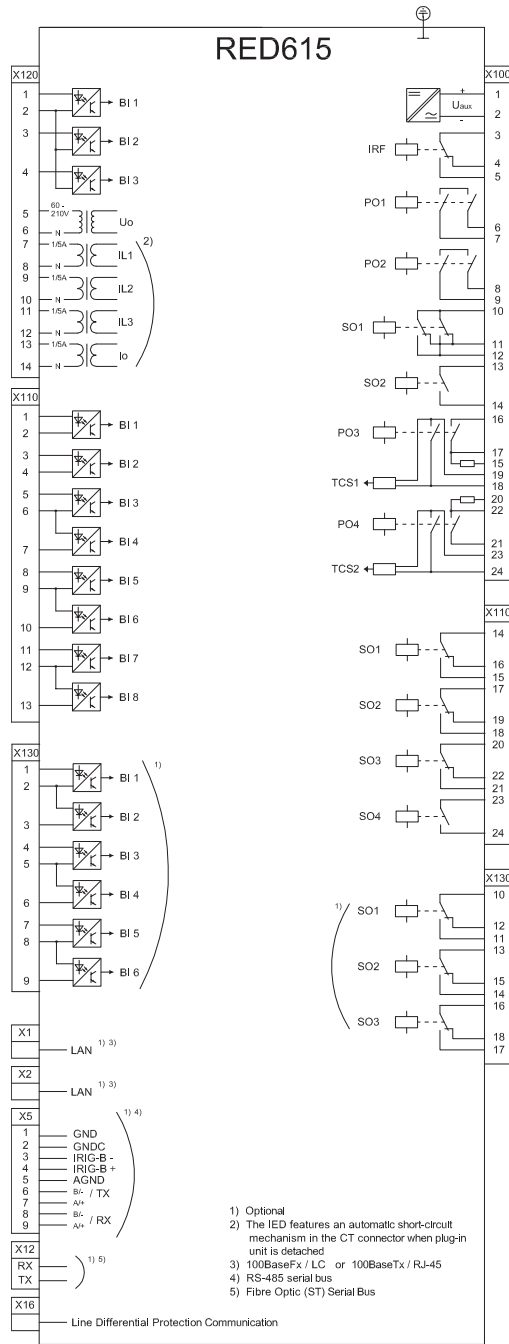 RED615
X120
1
2
BI 1
3
BI 2
4
BI 3
5
60 -
210V
6
N
Uo
7
1/5A
8
N
IL1
2)
9
1/5A
10
N
IL2
11
1/5A
12
N
IL3
13
1/5A
14
N
Io
X110
1
2
BI 1
3
4
BI 2
5
6
BI 3
7
BI 4
8
9
BI 5
10
BI 6
11
12
BI 7
13
BI 8
X130
1
2
BI 1
1)
3
BI 2
4
5
BI 3
6
BI 4
7
8
BI 5
9
BI 6
X1
LAN 1) 3)
X2
LAN 1) 3)
X5
1) 4)
1 GND
2 GNDC
3 IRIG-B -
4 IRIG-B +
5 AGND
6 B/- / TX
7 A/+
8 B/- / RX
9 A/+
X12
RX
TX
1) 5)
X16
Line Differential Protection Communication
X100
+
1
Uaux
2
-
3
IRF
4
5
PO1
6
7
PO2
8
9
10
SO1
11
12
13
SO2
14
16
PO3
17
15
19
TCS1
18
20
22
PO4
21
23
TCS2
24
X110
14
SO1
16
15
17
SO2
19
18
20
SO3
22
21
23
SO4
24
X130
10
1)
SO1
12
11
13
SO2
15
14
16
SO3
18
17
1) Optional
2) The IED features an automatic short-circuit
mechanism in the CT connector when plug-in
unit is detached
3) 100BaseFx / LC or 100BaseTx / RJ-45
4) RS-485 serial bus
5) Fibre Optic (ST) Serial Bus